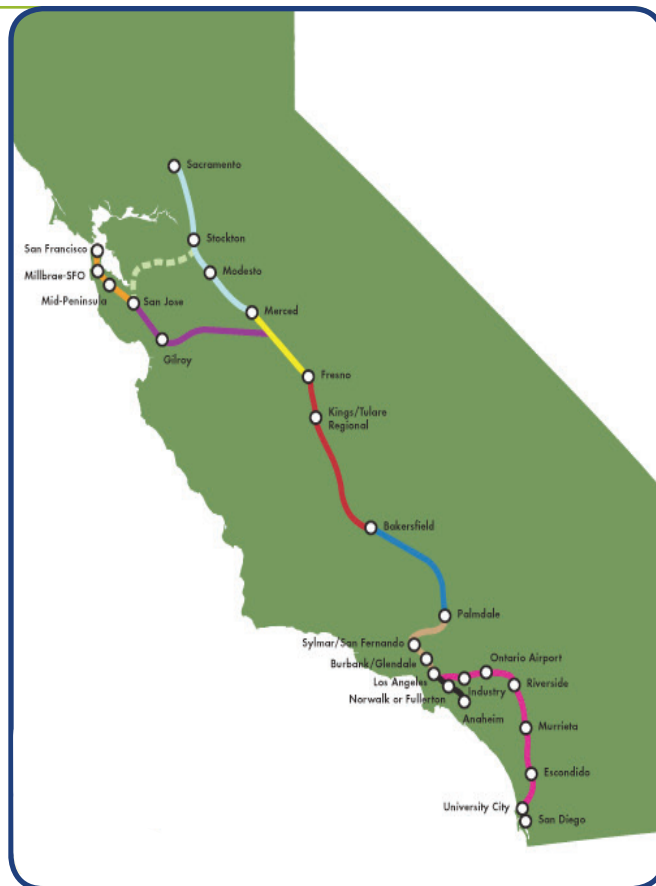 Sacramento
Stockton
San Francisco
Modesto
Millbrae-SFO
Mid-Peninsula
San Jose
Merced
Gilroy
Fresno
Kings/Tulare
Regional
Bakersfield
Palmdale
Sylmar/San Fernando
Ontario Airport
Burbank/Glendale
Los Angeles
Riverside
Industry
Norwalk or Fullerton
Anaheim
Murrieta
Escondido
University City
San Diego